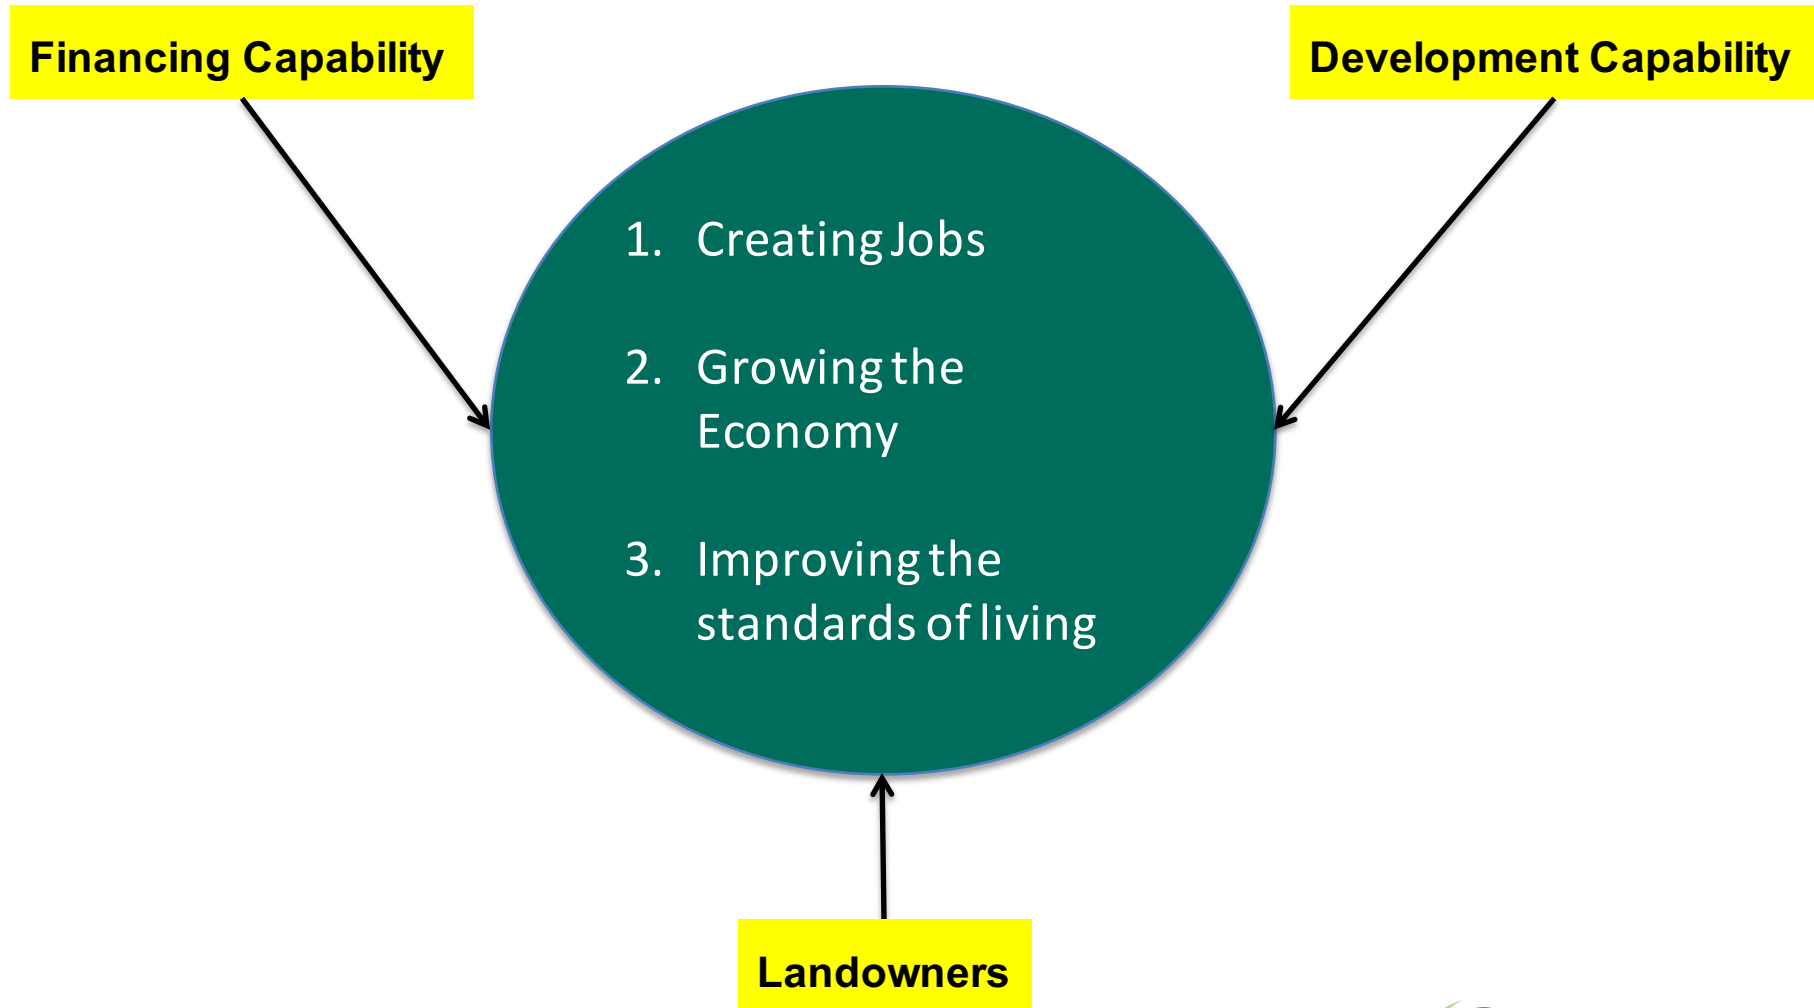 Financing Capability
Development Capability
1. Creating Jobs
2. Growing the
Economy
3. Improving the
standards of living
Landowners